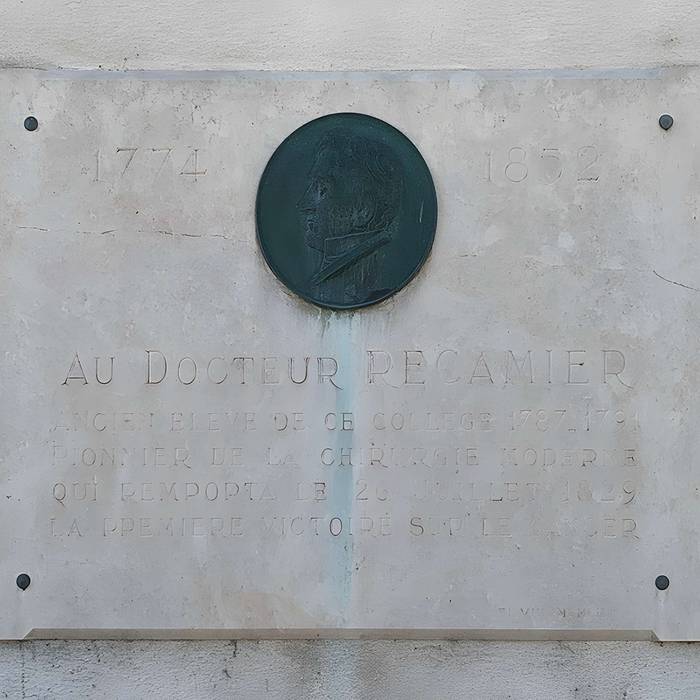 1774 1852
AU DOCTEUR RECAMIER
ANCIEN ELEVE DE CE COLLEGE 1787-1791
PIONNIER DE LA CHIRURGIE MODERNE
QUI REMPORTA LE 26 JUILLET 1829
LA PREMIERE VICTOIRE SUR LE CANCER